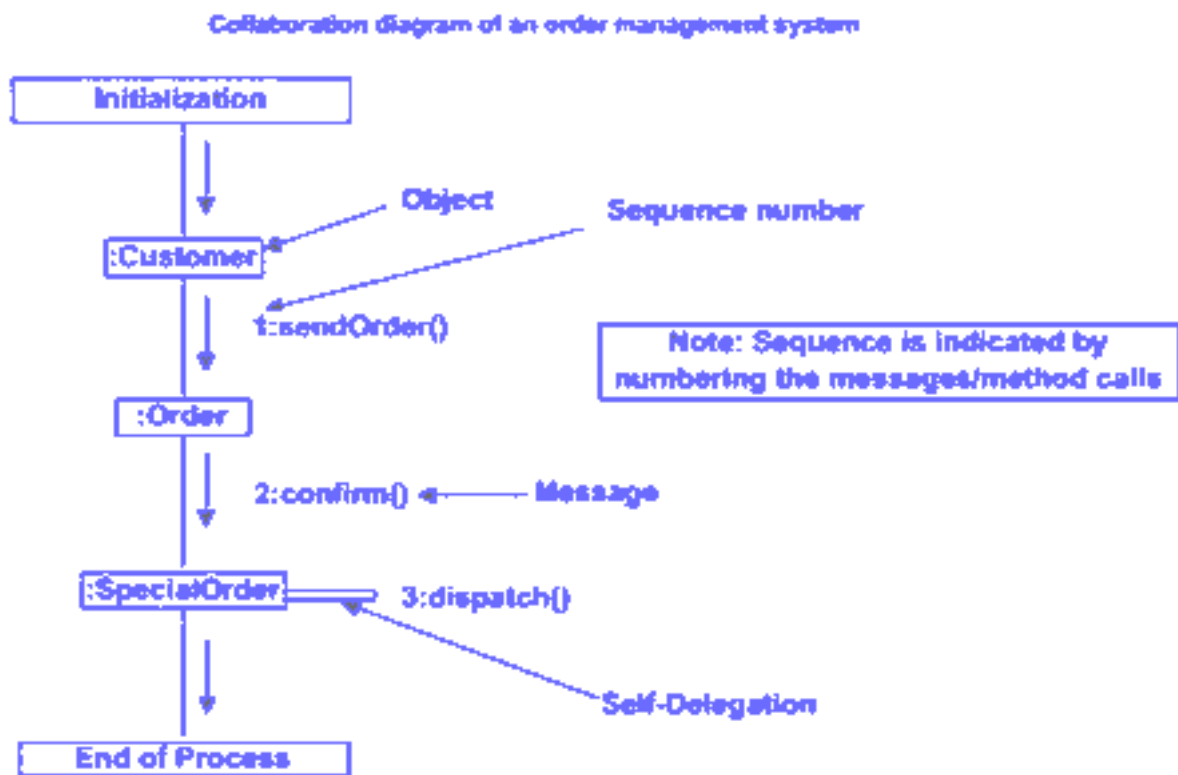 Collaboration diagram of an order management system
Initialization
Object
Sequence number
:Customer
1:sendOrder()
Note: Sequence is indicated by
numbering the messages/method calls
:Order
2:confirm()
Message
:SpecialOrder
3:dispatch()
Self-Delegation
End of Process